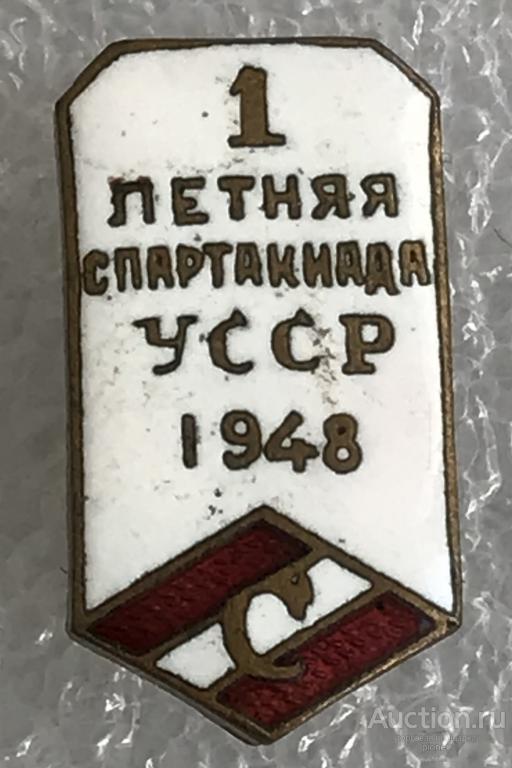 1
ЛЕТНЯЯ
СПАРТАКИАДА
УССР
1948
С
Auction.ru